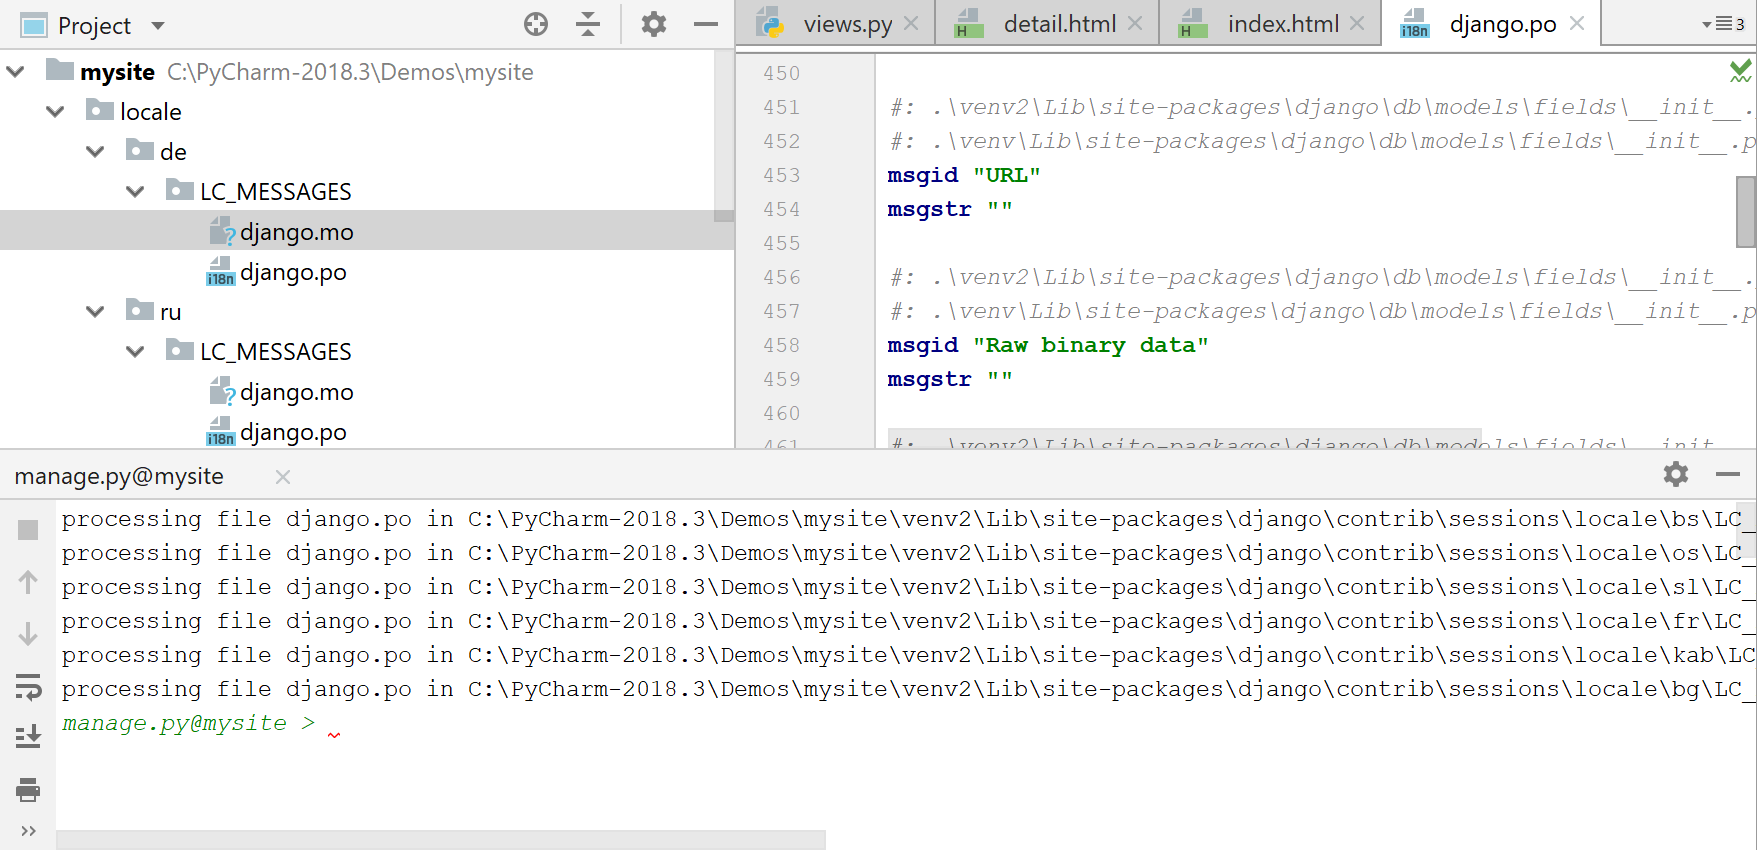 Project
views.py
detail.html
index.html
django.po
3
mysite C:\PyCharm-2018.3\Demos\mysite
locale
de
LC_MESSAGES
django.mo
i18n django.po
ru
LC_MESSAGES
django.mo
i18n django.po
450
451 #: .\venv2\Lib\site-packages\django\db\models\fields\__init__.
452 #: .\venv\Lib\site-packages\django\db\models\fields\__init__.p
453 msgid "URL"
454 msgstr ""
455
456 #: .\venv2\Lib\site-packages\django\db\models\fields\__init__.
457 #: .\venv\Lib\site-packages\django\db\models\fields\__init__.p
458 msgid "Raw binary data"
459 msgstr ""
460
461 #: .\venv2\Lib\site-packages\django\db\models\fields\__init__
manage.py@mysite
processing file django.po in C:\PyCharm-2018.3\Demos\mysite\venv2\Lib\site-packages\django\contrib\sessions\locale\bs\LC_
processing file django.po in C:\PyCharm-2018.3\Demos\mysite\venv2\Lib\site-packages\django\contrib\sessions\locale\os\LC_
processing file django.po in C:\PyCharm-2018.3\Demos\mysite\venv2\Lib\site-packages\django\contrib\sessions\locale\sl\LC_
processing file django.po in C:\PyCharm-2018.3\Demos\mysite\venv2\Lib\site-packages\django\contrib\sessions\locale\fr\LC_
processing file django.po in C:\PyCharm-2018.3\Demos\mysite\venv2\Lib\site-packages\django\contrib\sessions\locale\kab\LC
processing file django.po in C:\PyCharm-2018.3\Demos\mysite\venv2\Lib\site-packages\django\contrib\sessions\locale\bg\LC_
manage.py@mysite >